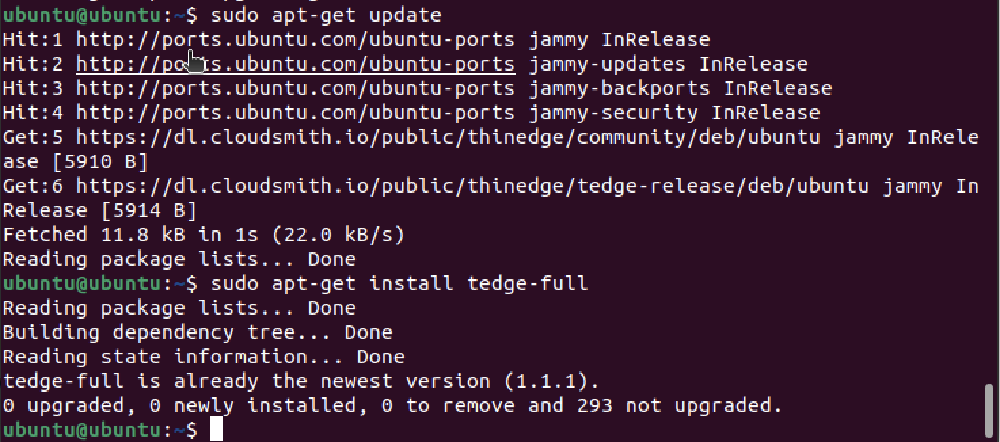 ubuntu@ubuntu:~$ sudo apt-get update
Hit:1 http://ports.ubuntu.com/ubuntu-ports jammy InRelease
Hit:2 http://ports.ubuntu.com/ubuntu-ports jammy-updates InRelease
Hit:3 http://ports.ubuntu.com/ubuntu-ports jammy-backports InRelease
Hit:4 http://ports.ubuntu.com/ubuntu-ports jammy-security InRelease
Get:5 https://dl.cloudsmith.io/public/thinedge/community/deb/ubuntu jammy InRele
ase [5910 B]
Get:6 https://dl.cloudsmith.io/public/thinedge/tedge-release/deb/ubuntu jammy In
Release [5914 B]
Fetched 11.8 kB in 1s (22.0 kB/s)
Reading package lists... Done
ubuntu@ubuntu:~$ sudo apt-get install tedge-full
Reading package lists... Done
Building dependency tree... Done
Reading state information... Done
tedge-full is already the newest version (1.1.1).
0 upgraded, 0 newly installed, 0 to remove and 293 not upgraded.
ubuntu@ubuntu:~$